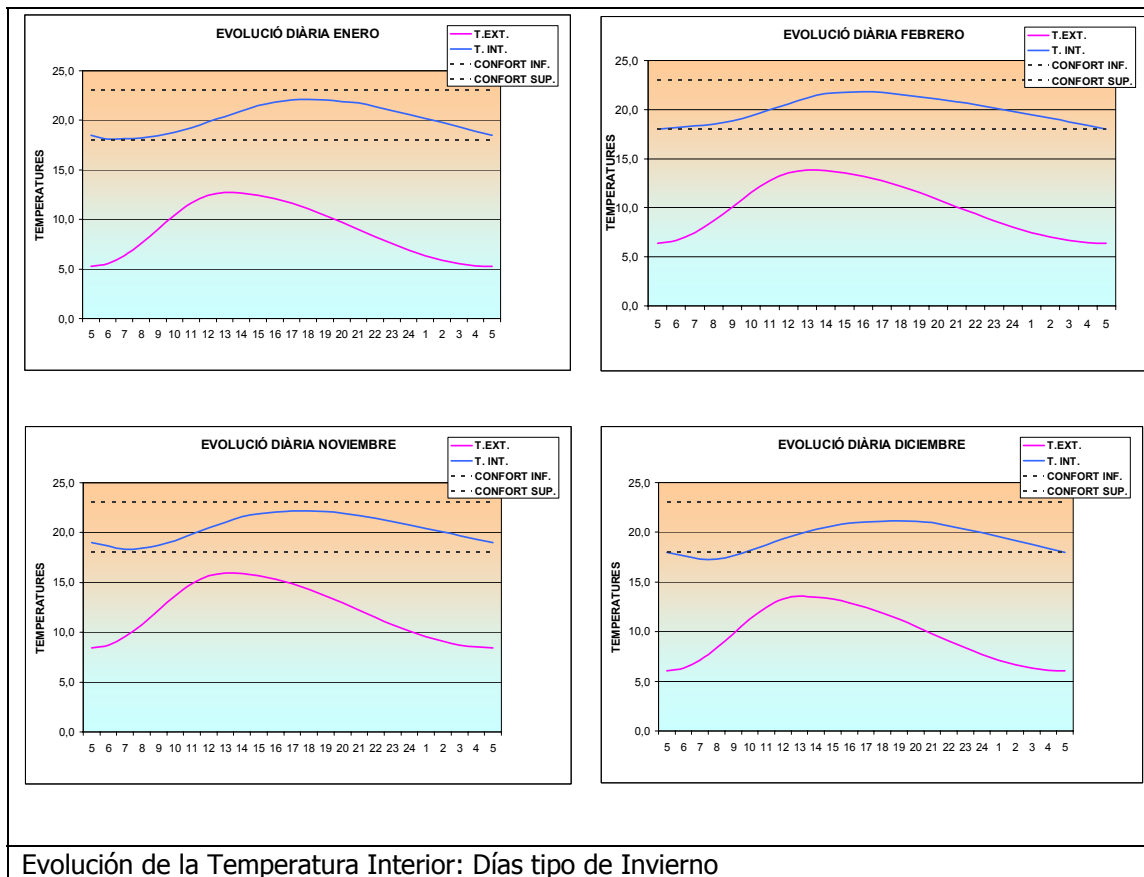 EVOLUCIÓ DIÀRIA ENERO
T.EXT.
T. INT.
CONFORT INF.
CONFORT SUP.
TEMPERATURES
25,0
20,0
15,0
10,0
5,0
0,0
5 6 7 8 9 10 11 12 13 14 15 16 17 18 19 20 21 22 23 24 1 2 3 4 5
EVOLUCIÓ DIÀRIA FEBRERO
T.EXT.
T. INT.
CONFORT INF.
CONFORT SUP.
TEMPERATURES
25,0
20,0
15,0
10,0
5,0
0,0
5 6 7 8 9 10 11 12 13 14 15 16 17 18 19 20 21 22 23 24 1 2 3 4 5
EVOLUCIÓ DIÀRIA NOVIEMBRE
T.EXT.
T. INT.
CONFORT INF.
CONFORT SUP.
TEMPERATURES
25,0
20,0
15,0
10,0
5,0
0,0
5 6 7 8 9 10 11 12 13 14 15 16 17 18 19 20 21 22 23 24 1 2 3 4 5
EVOLUCIÓ DIÀRIA DICIEMBRE
T.EXT.
T. INT.
CONFORT INF.
CONFORT SUP.
TEMPERATURES
25,0
20,0
15,0
10,0
5,0
0,0
5 6 7 8 9 10 11 12 13 14 15 16 17 18 19 20 21 22 23 24 1 2 3 4 5
Evolución de la Temperatura Interior: Días tipo de Invierno